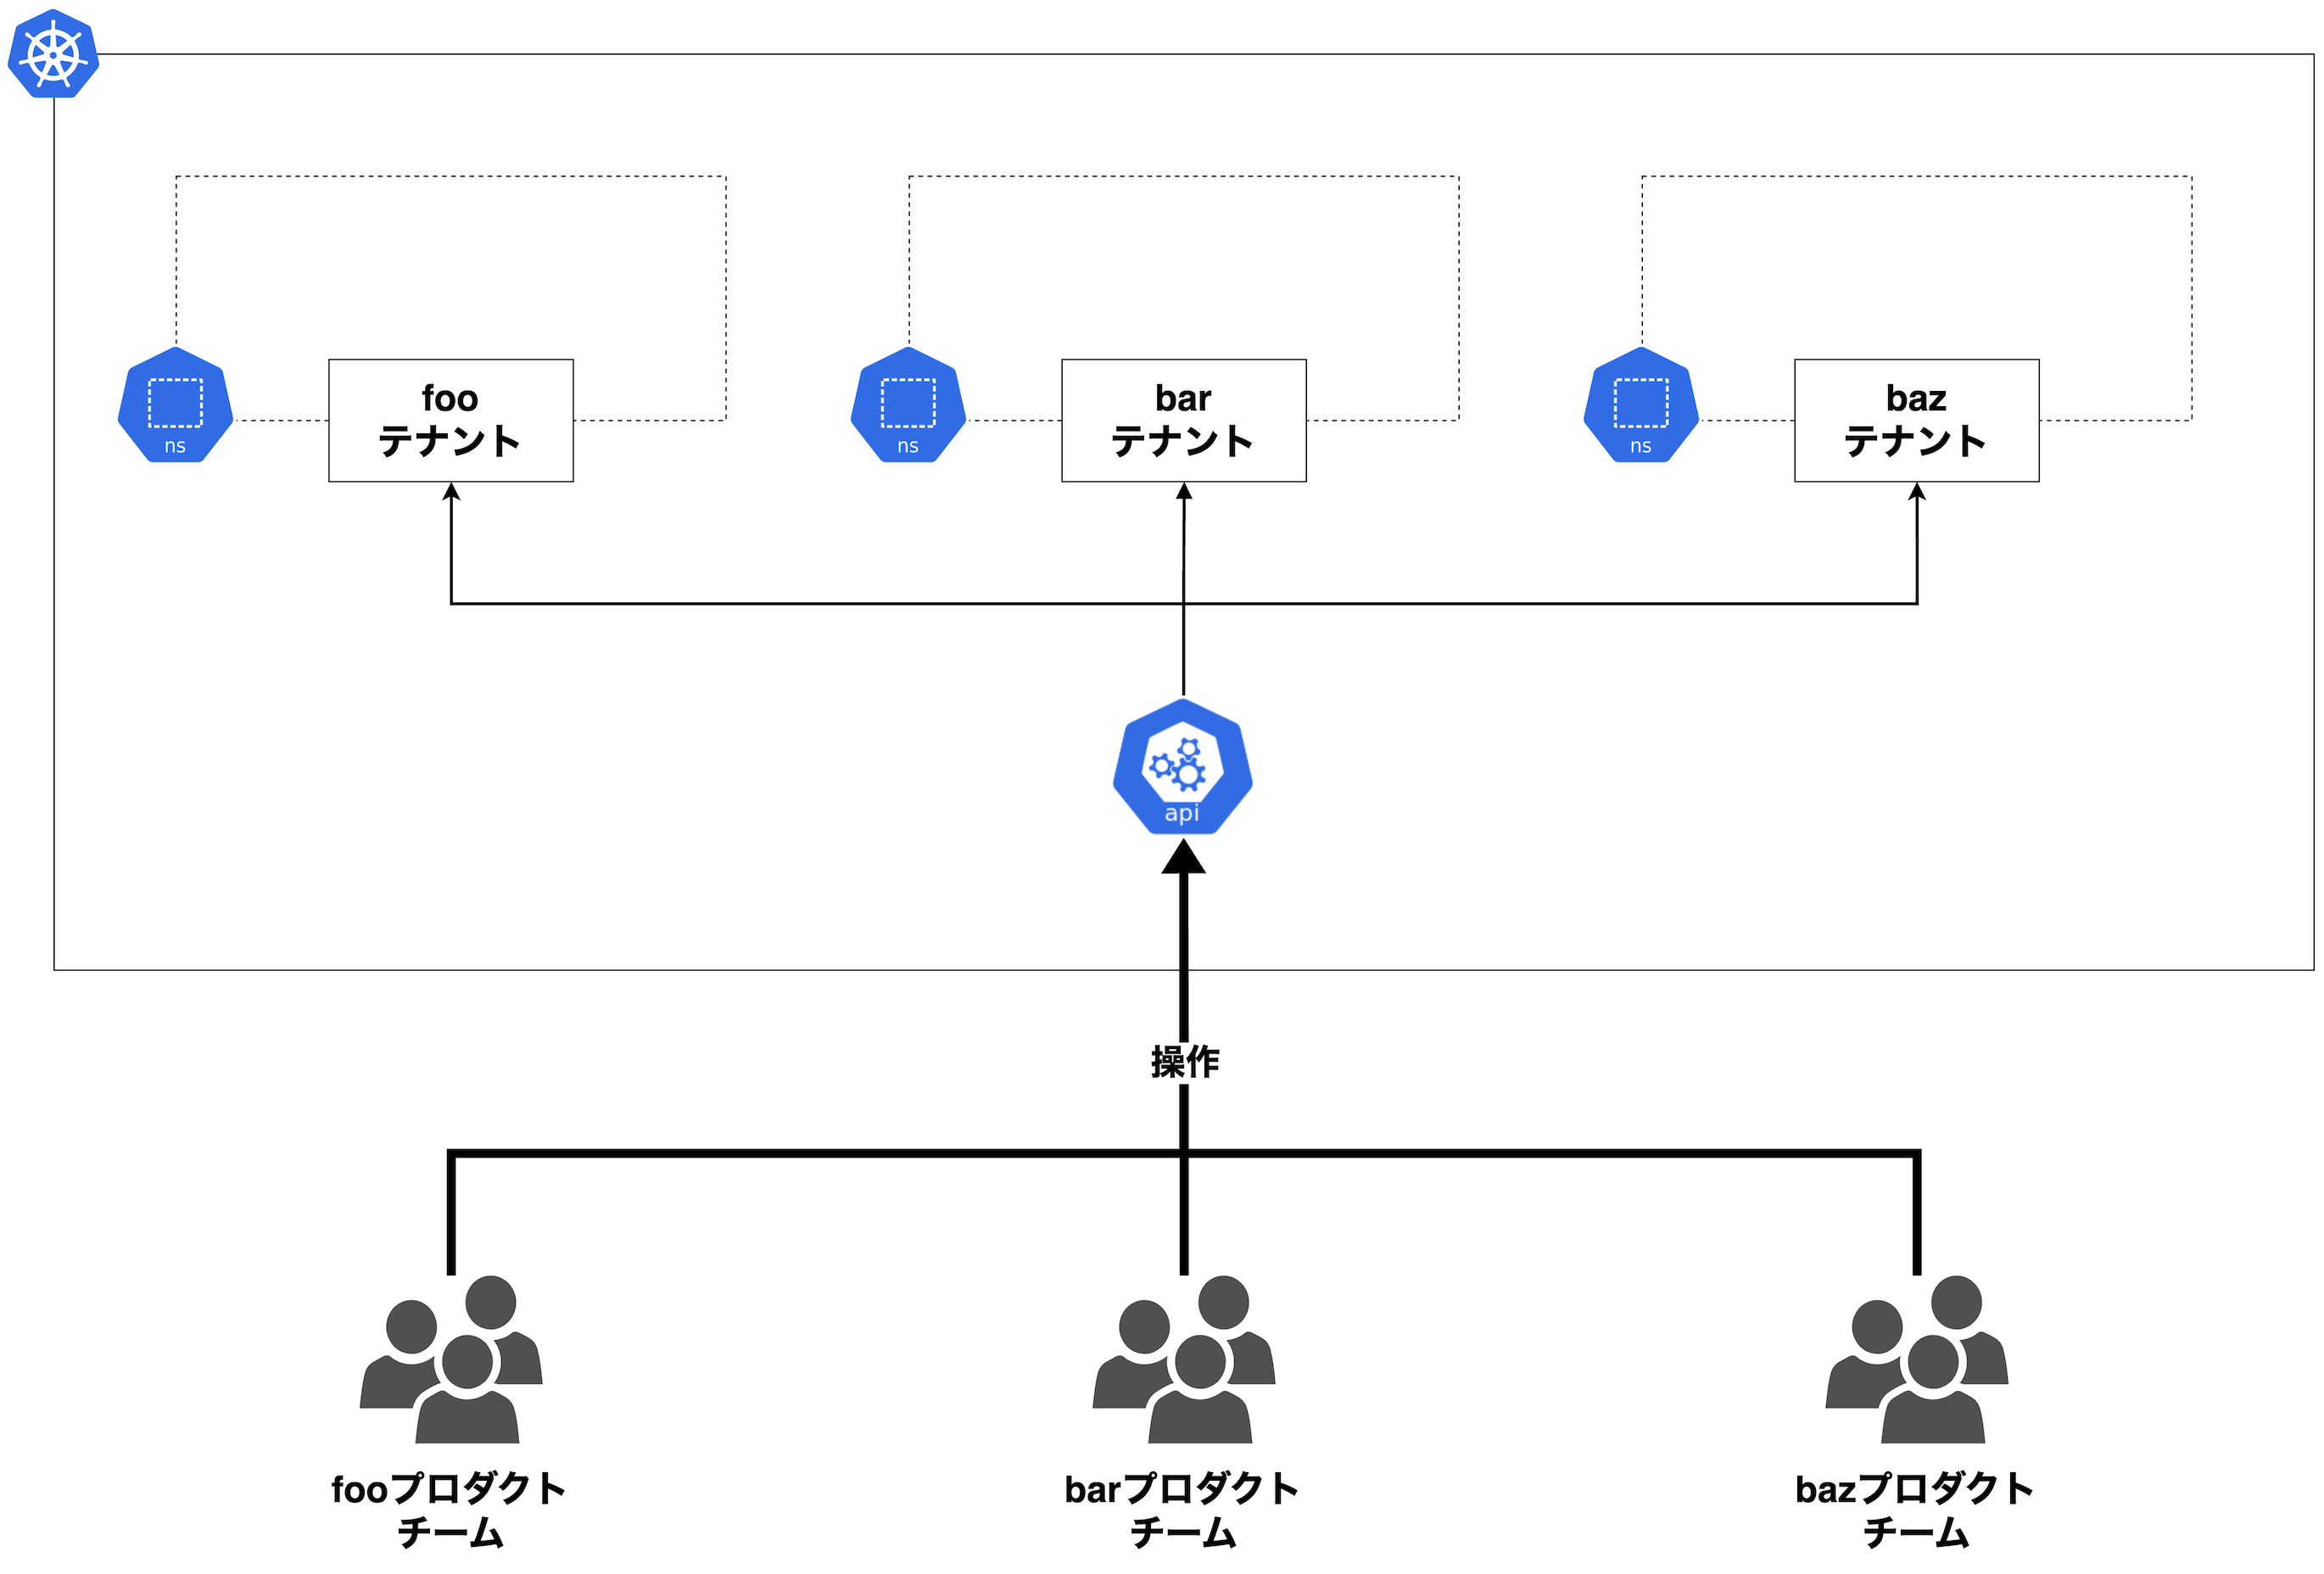 ns
foo
テナント
ns
bar
テナント
ns
baz
テナント
api
操作
fooプロダクト
チーム
barプロダクト
チーム
bazプロダクト
チーム